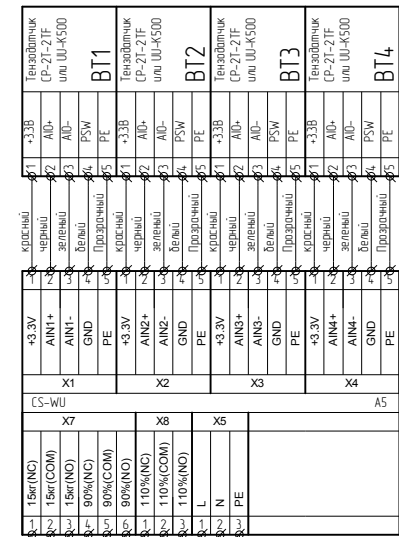 Тензодатчик
CP-2T-2TF
или UU-K500
BT1
Тензодатчик
CP-2T-2TF
или UU-K500
BT2
Тензодатчик
CP-2T-2TF
или UU-K500
BT3
Тензодатчик
CP-2T-2TF
или UU-K500
BT4
+3.3В
AI0+
AI0-
PSW
PE
+3.3В
AI0+
AI0-
PSW
PE
+3.3В
AI0+
AI0-
PSW
PE
+3.3В
AI0+
AI0-
PSW
PE
1 2 3 4 5 1 2 3 4 5 1 2 3 4 5 1 2 3 4 5
красный
черный
зеленый
белый
Прозрачный
красный
черный
зеленый
белый
Прозрачный
красный
черный
зеленый
белый
Прозрачный
красный
черный
зеленый
белый
Прозрачный
1 2 3 4 5 1 2 3 4 5 1 2 3 4 5 1 2 3 4 5
+3.3V
AIN1+
AIN1-
GND
PE
+3.3V
AIN2+
AIN2-
GND
PE
+3.3V
AIN3+
AIN3-
GND
PE
+3.3V
AIN4+
AIN4-
GND
PE
X1 X2 X3 X4
CS-WU A5
X7 X8 X5
15кг(NC)
15кг(COM)
15кг(NO)
90%(NC)
90%(COM)
90%(NO)
110%(NC)
110%(COM)
110%(NO)
L
N
PE
1 2 3 4 5 6 1 2 3 1 2 3